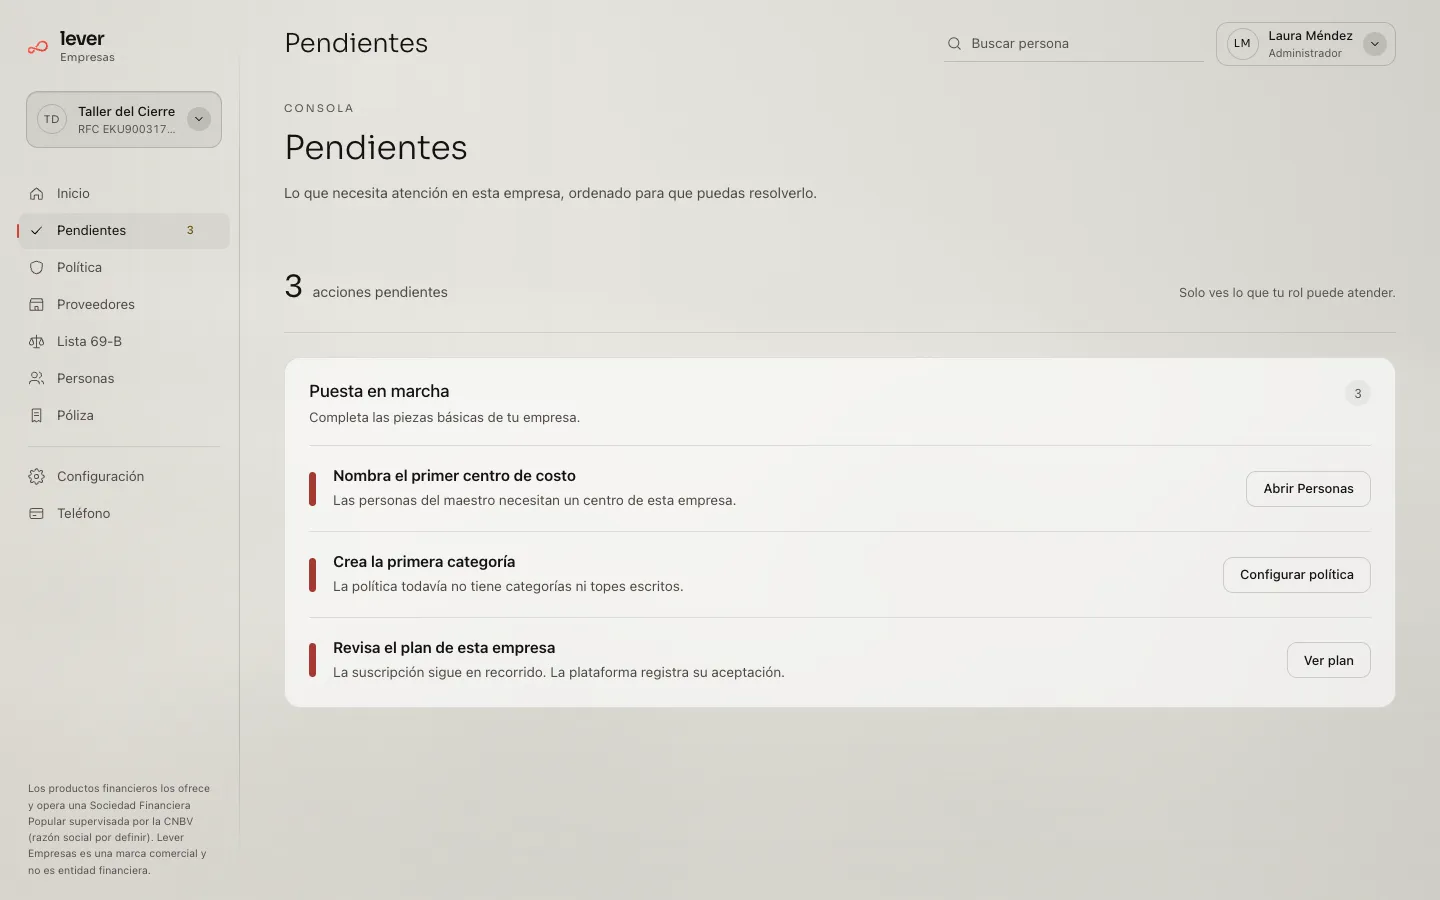 lever
Empresas
TD
Taller del Cierre
RFC EKU900317...
Inicio
Pendientes
3
Política
Proveedores
Lista 69-B
Personas
Póliza
Configuración
Teléfono
Los productos financieros los ofrece
y opera una Sociedad Financiera
Popular supervisada por la CNBV
(razón social por definir). Lever
Empresas es una marca comercial y
no es entidad financiera.
Pendientes
Buscar persona
LM
Laura Méndez
Administrador
CONSOLA
Pendientes
Lo que necesita atención en esta empresa, ordenado para que puedas resolverlo.
3 acciones pendientes
Solo ves lo que tu rol puede atender.
Puesta en marcha
3
Completa las piezas básicas de tu empresa.
Nombra el primer centro de costo
Las personas del maestro necesitan un centro de esta empresa.
Abrir Personas
Crea la primera categoría
La política todavía no tiene categorías ni topes escritos.
Configurar política
Revisa el plan de esta empresa
La suscripción sigue en recorrido. La plataforma registra su aceptación.
Ver plan